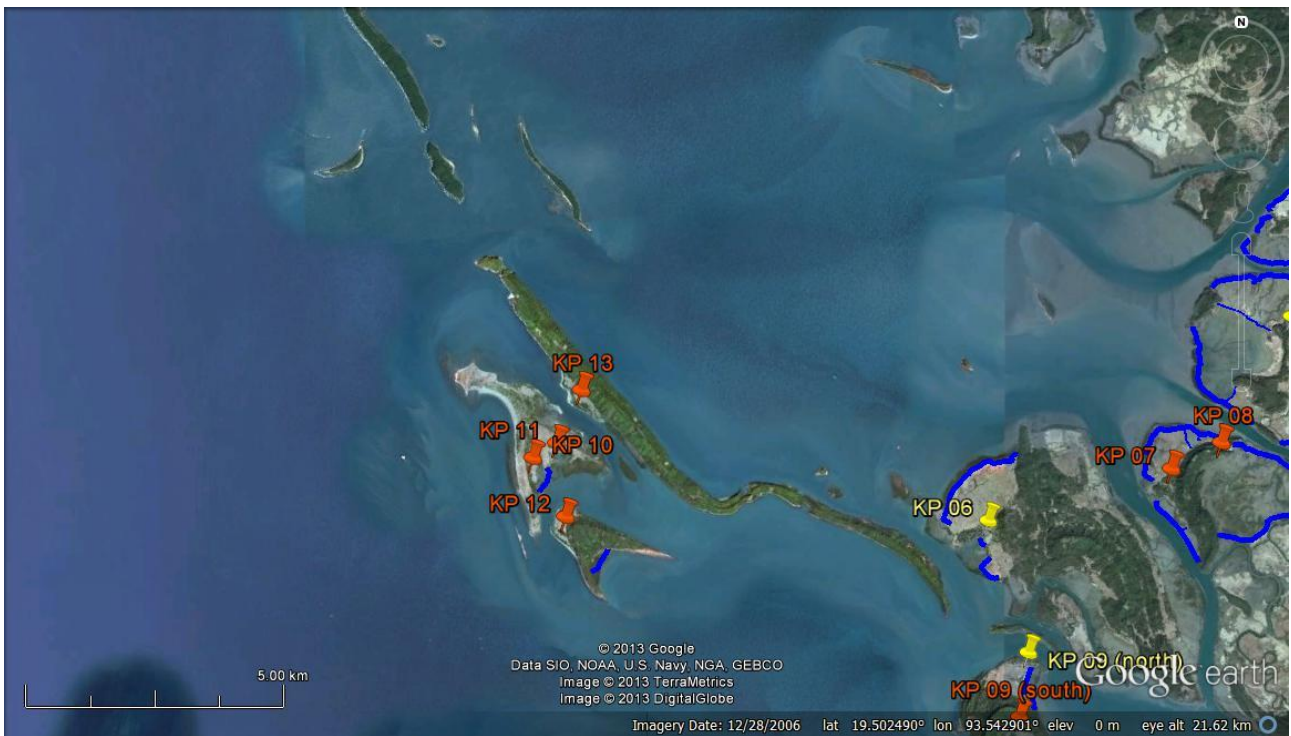 N
KP 13
KP 11
KP 10
KP 08
KP 07
KP 12
KP 06
KP 09 (north)
KP 09 (south)
Google earth
5.00 km
© 2013 Google
Data SIO, NOAA, U.S. Navy, NGA, GEBCO
Image © 2013 TerraMetrics
Image © 2013 DigitalGlobe
Imagery Date: 12/28/2006 lat 19.502490° lon 93.542901° elev 0 m eye alt 21.62 km